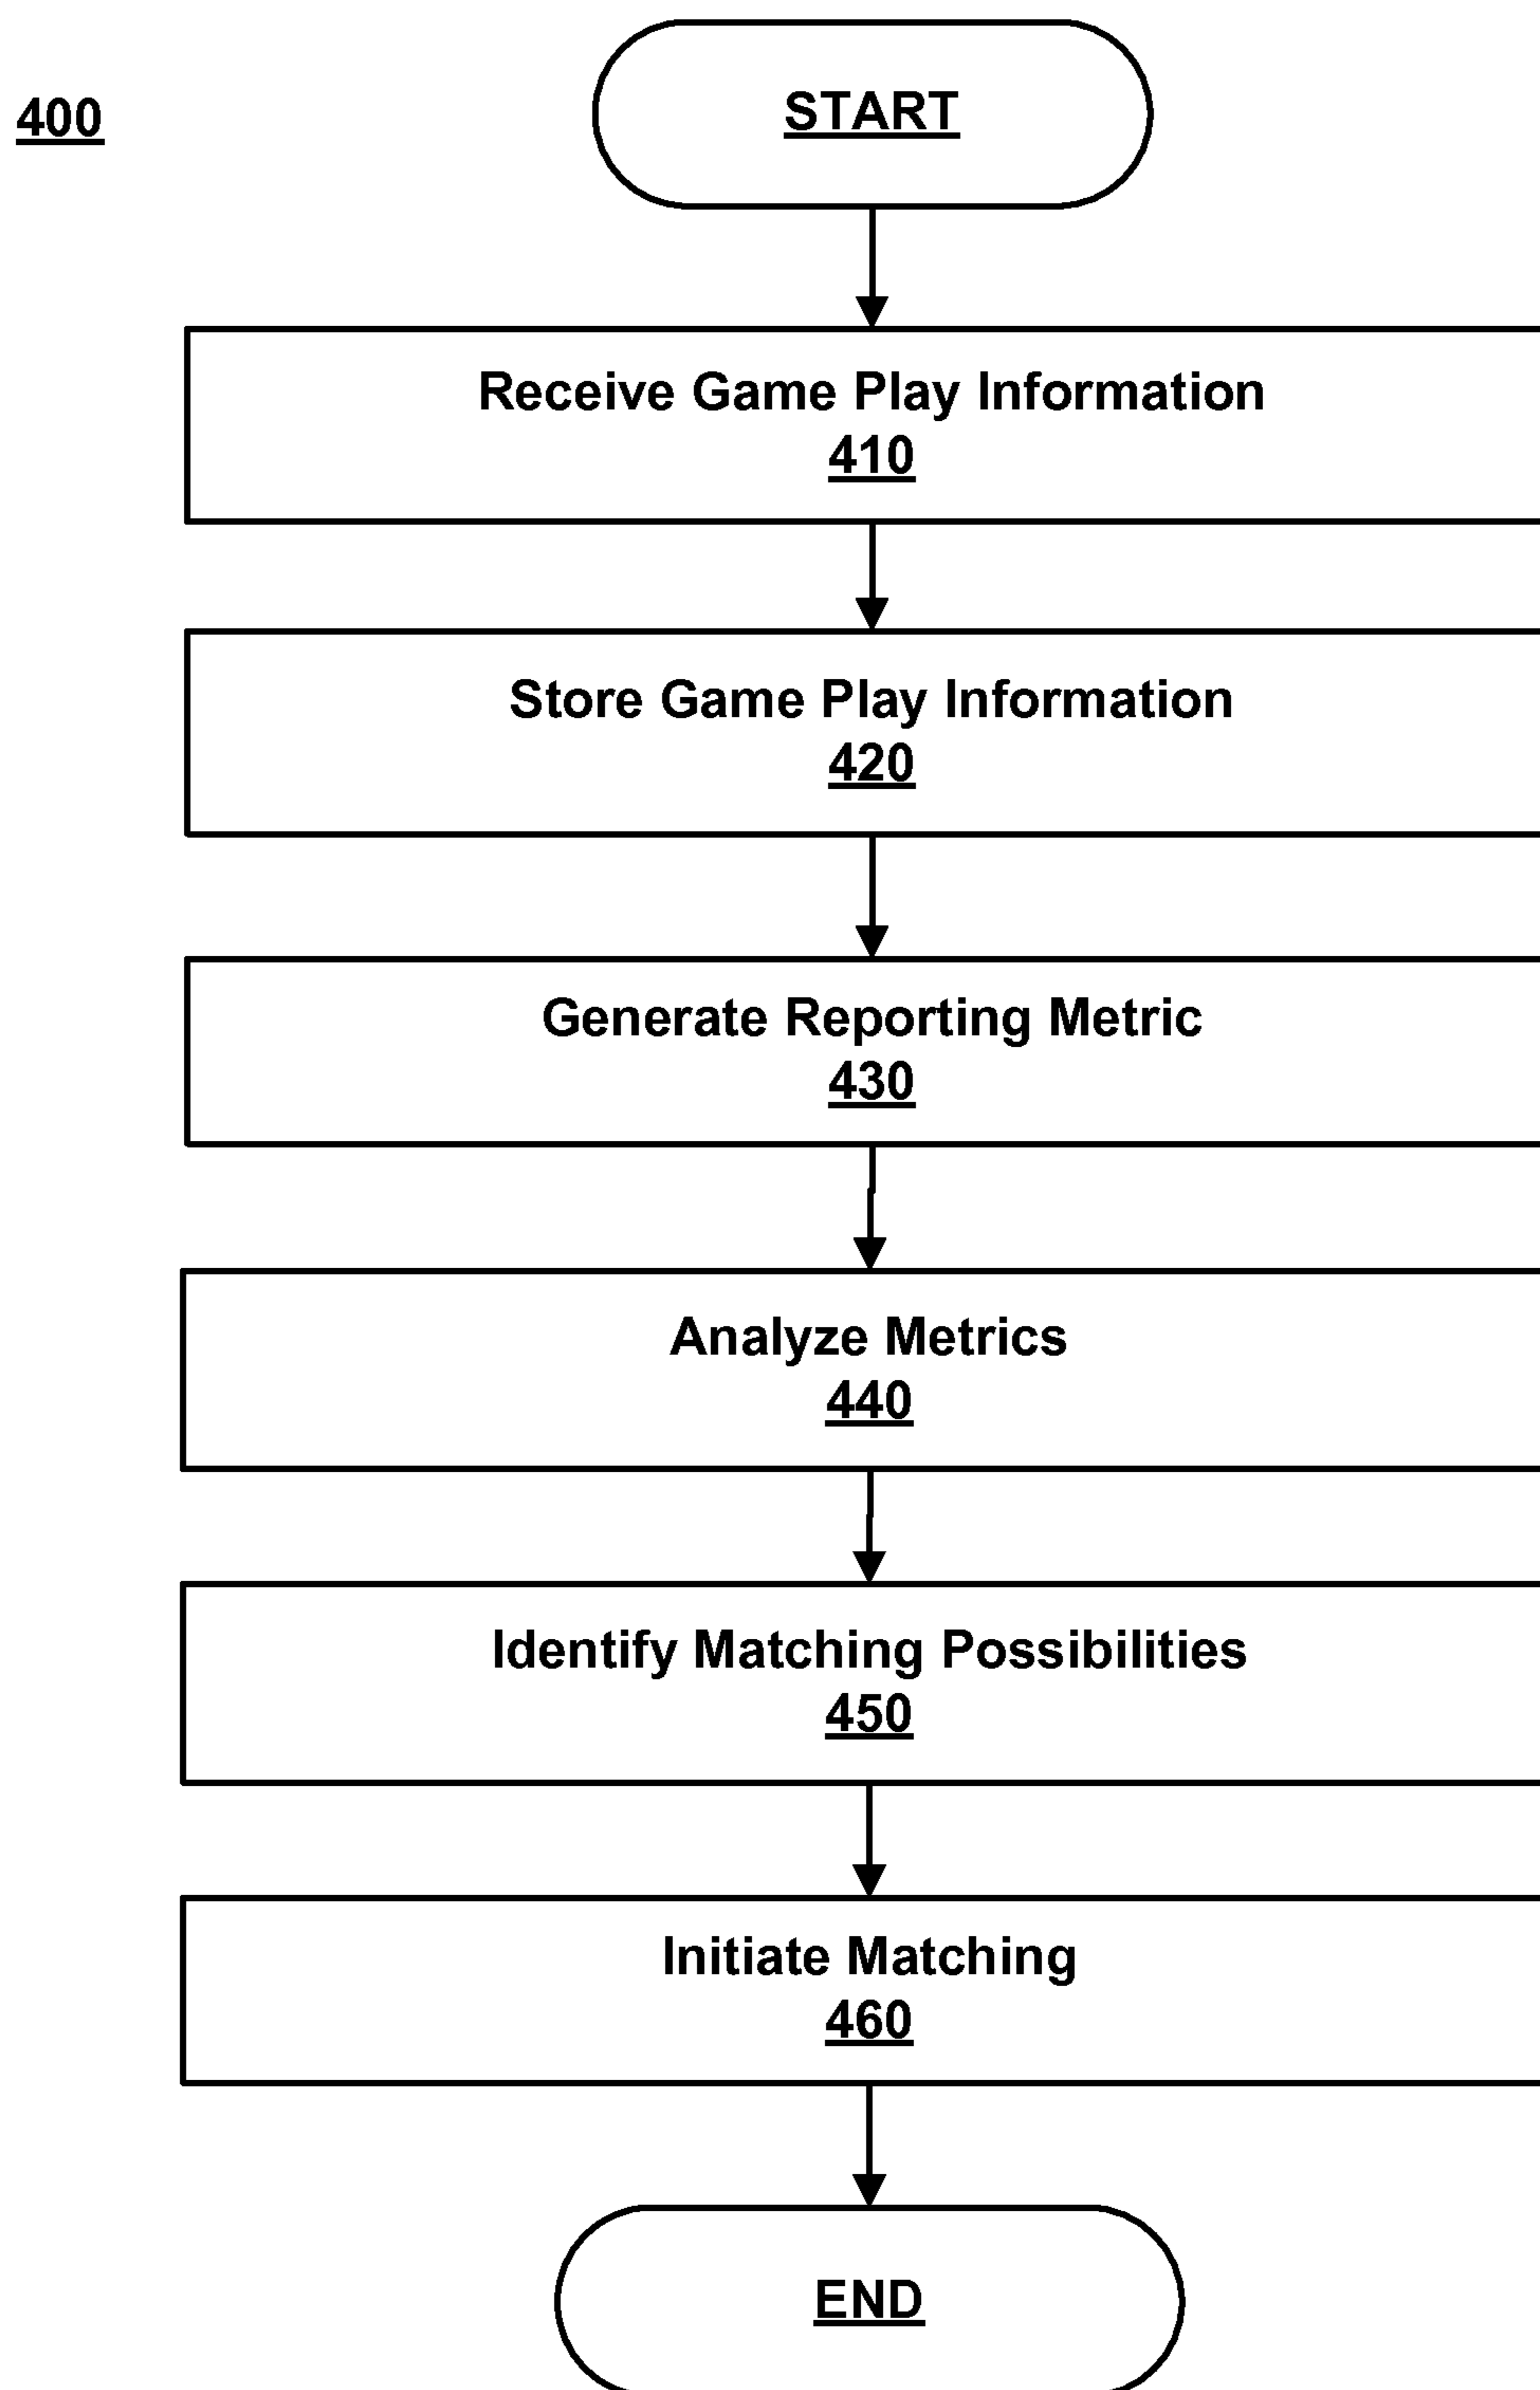 400
START
Receive Game Play Information
410
Store Game Play Information
420
Generate Reporting Metric
430
Analyze Metrics
440
Identify Matching Possibilities
450
Initiate Matching
460
END